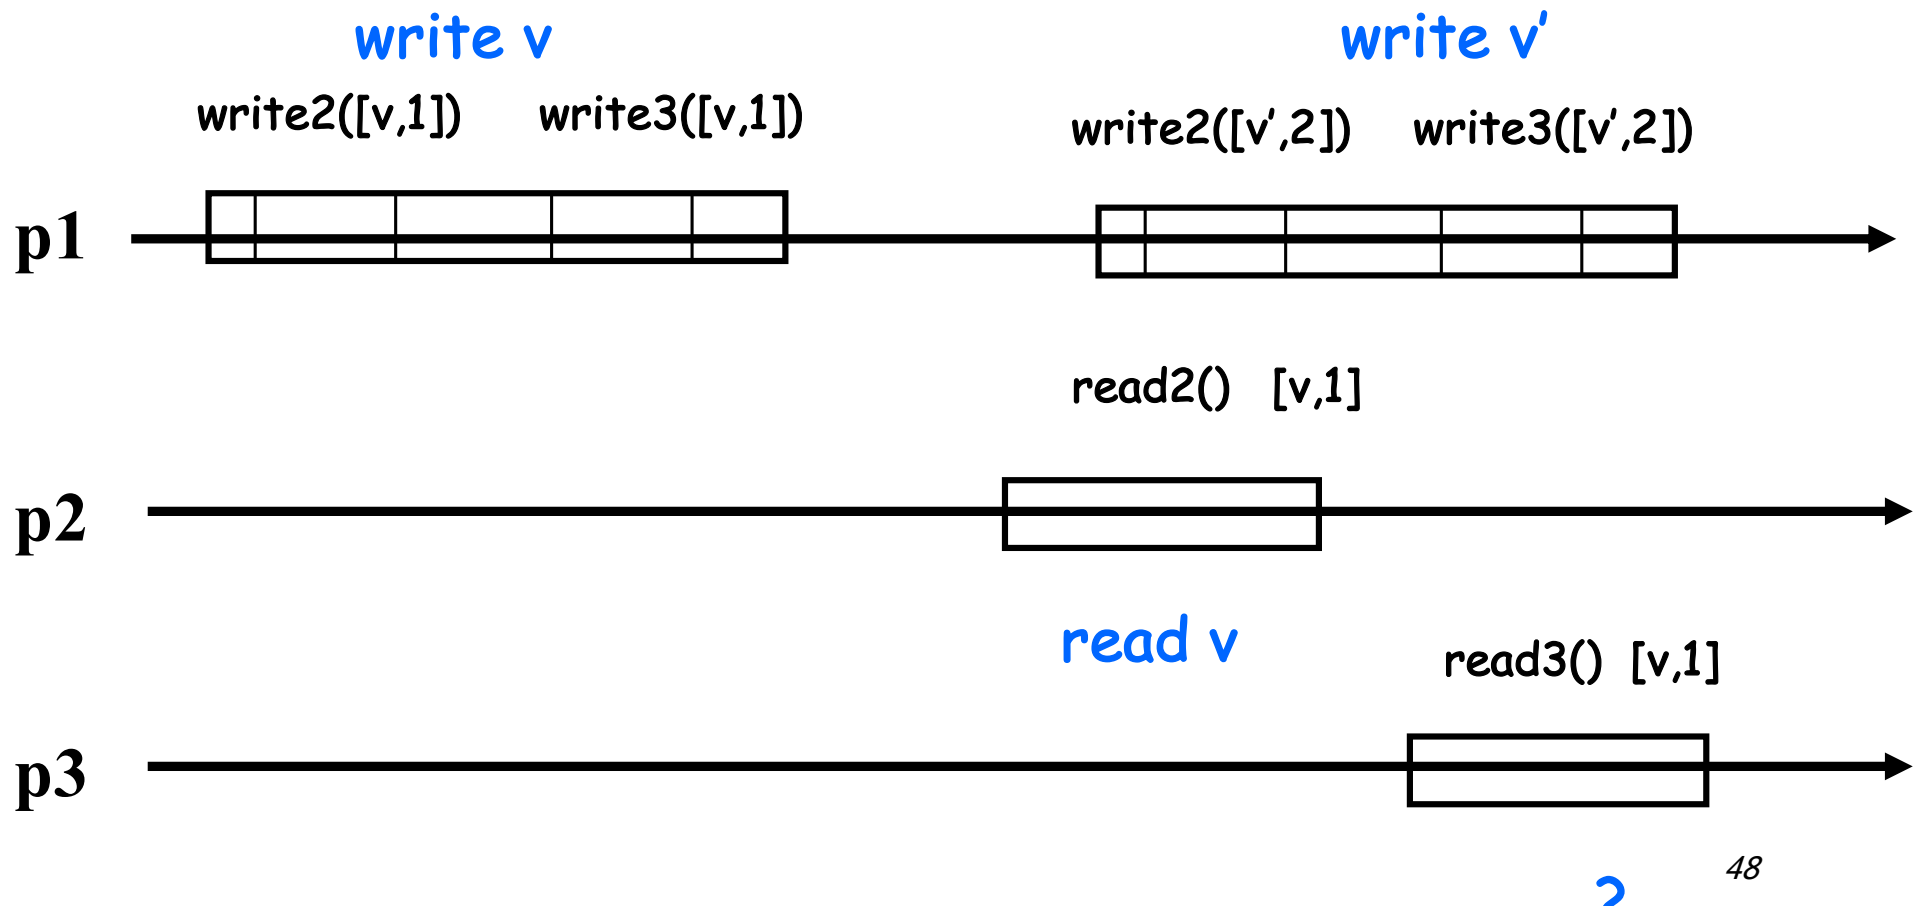 write v write v’
write2([v,1]) write3([v,1]) write2([v’,2]) write3([v’,2])
p1
read2() [v,1]
p2
read v
read3() [v,1]
p3
48
?